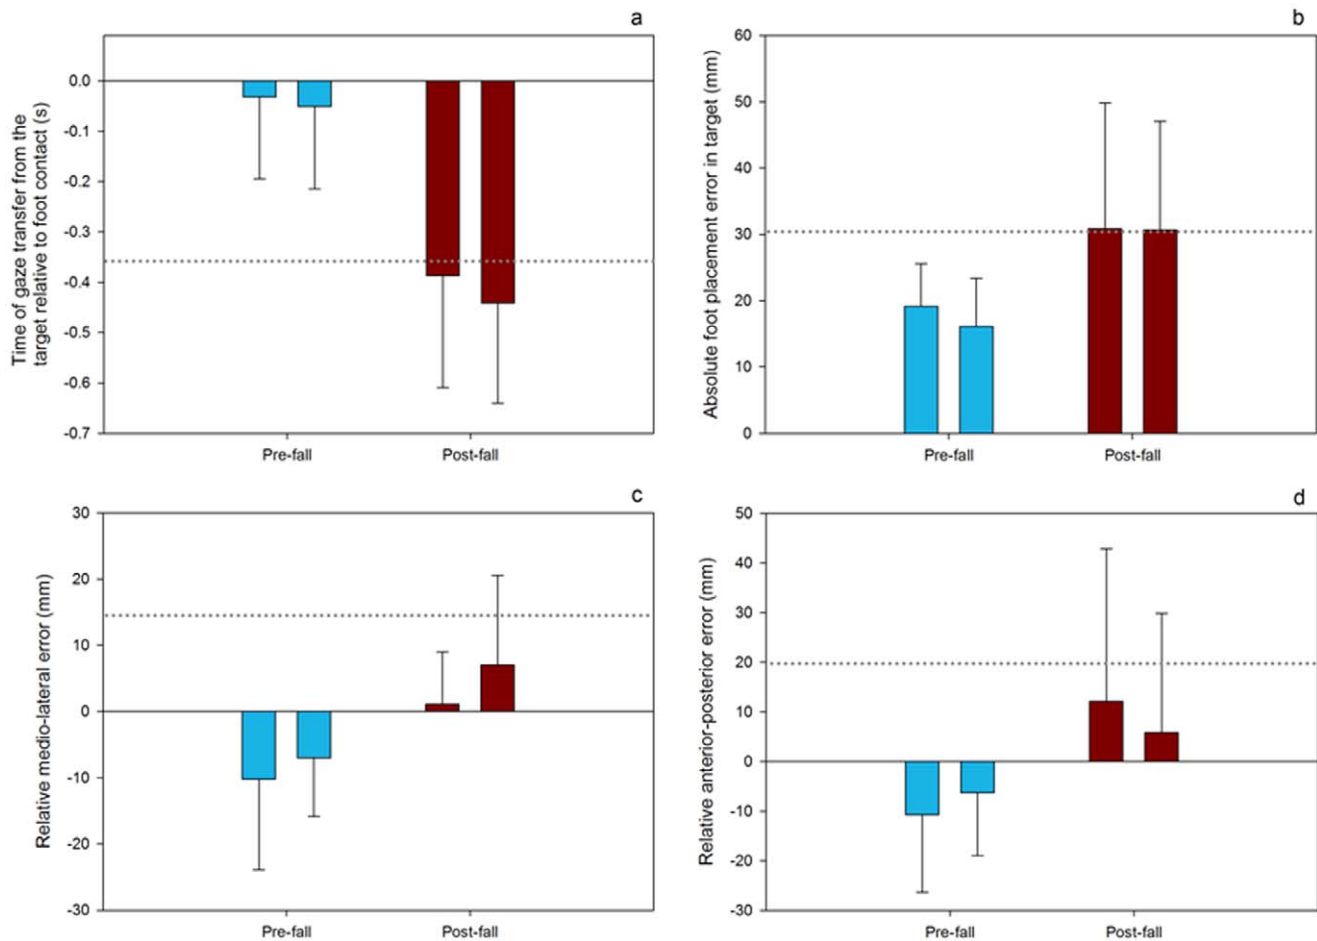 a
Time of gaze transfer from the
target relative to foot contact (s)
0.0
-0.1
-0.2
-0.3
-0.4
-0.5
-0.6
-0.7
Pre-fall
Post-fall
b
Absolute foot placement error in target (mm)
60
50
40
30
20
10
0
Pre-fall
Post-fall
c
Relative medio-lateral error (mm)
30
20
10
0
-10
-20
-30
Pre-fall
Post-fall
d
Relative anterior-posterior error (mm)
50
40
30
20
10
0
-10
-20
-30
Pre-fall
Post-fall